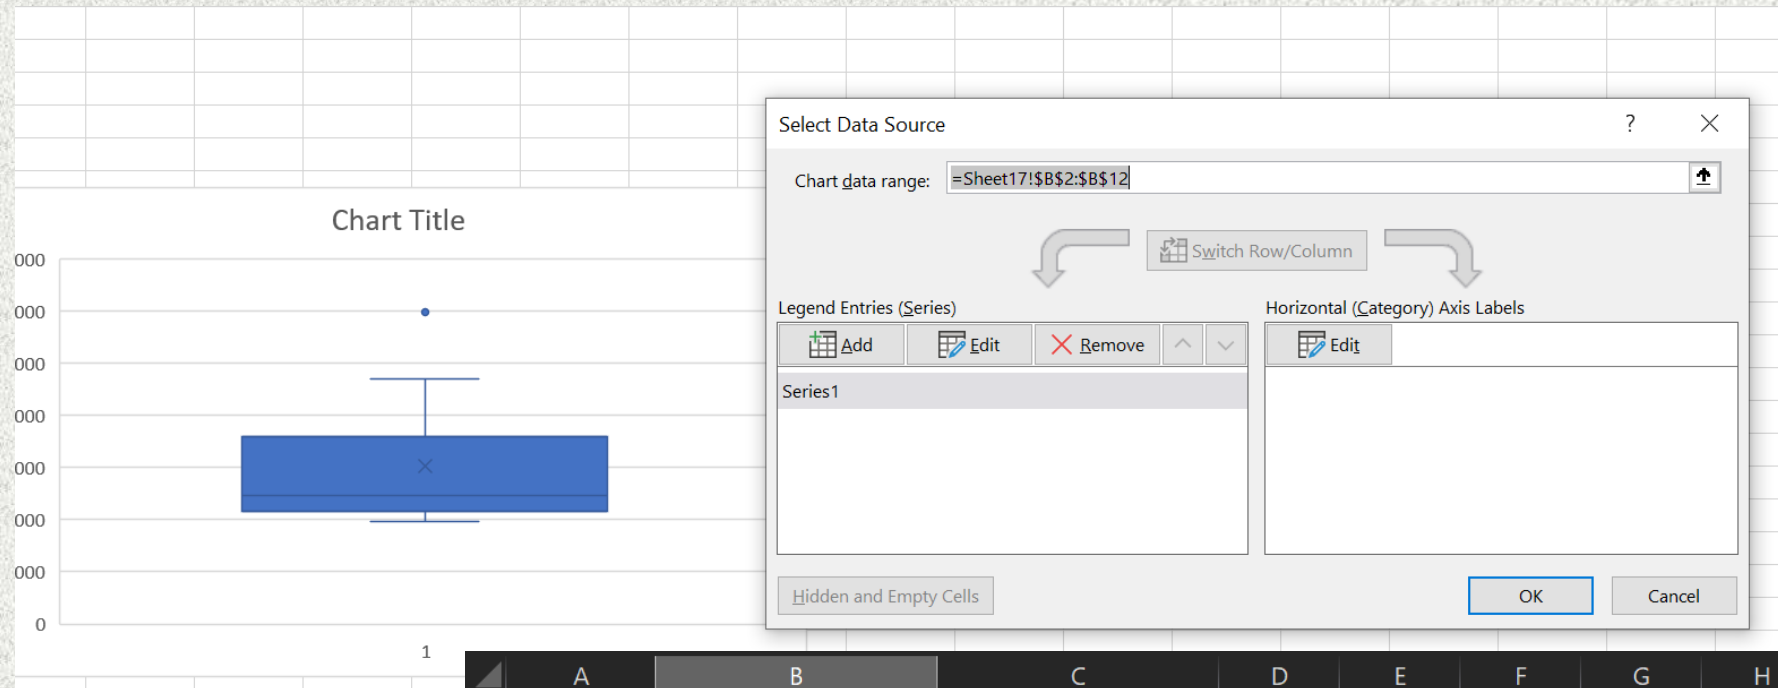 Select Data Source
?
Chart data range:
=Sheet17!$B$2:$B$12
Switch Row/Column
Legend Entries (Series)
Horizontal (Category) Axis Labels
Add
Edit
Remove
Edit
Series1
Hidden and Empty Cells
OK
Cancel
Chart Title
000
000
000
000
000
000
000
0
1
A B C D E F G H